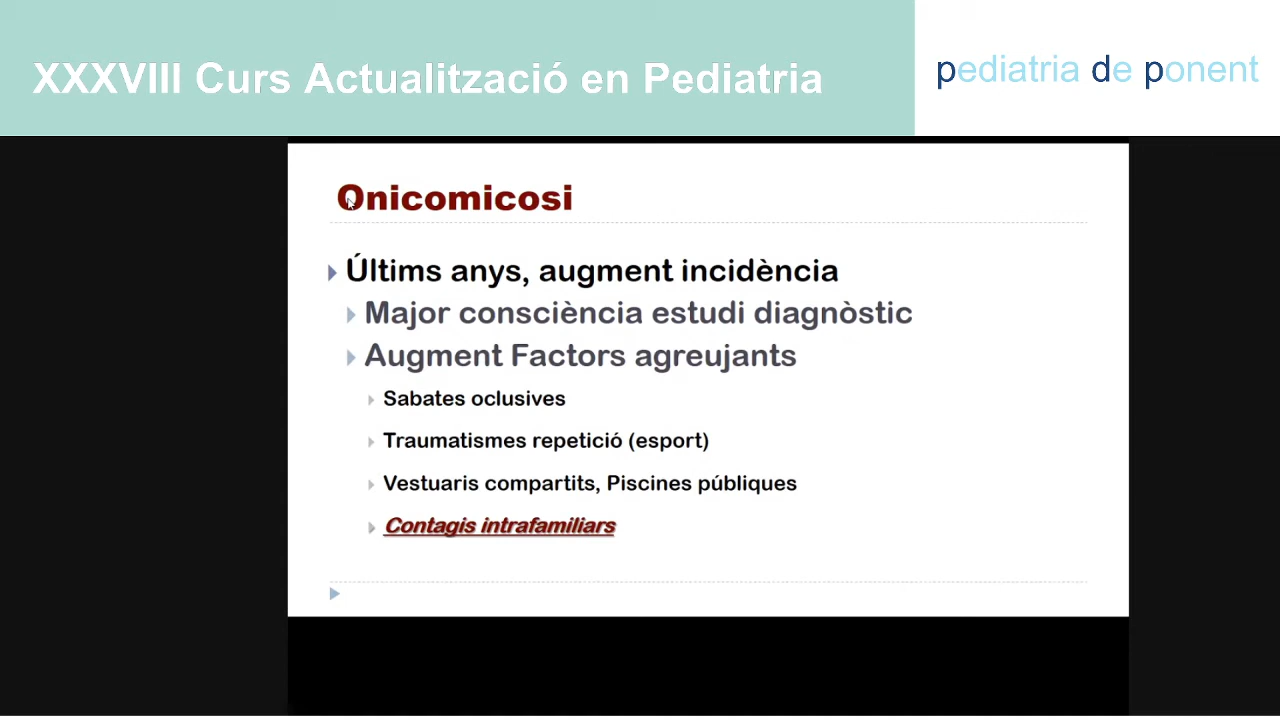 XXXVIII Curs Actualització en Pediatria
pediatria de ponent
Onicomicosi
Últims anys, augment incidència
Major consciència estudi diagnòstic
Augment Factors agreujants
Sabates oclusives
Traumatismes repetició (esport)
Vestuaris compartits, Piscines públiques
Contagis intrafamiliars